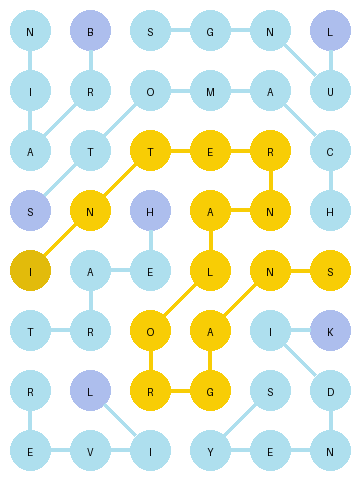 N B S G N L
I R O M A U
A T T E R C
S N H A N H
I A E L N S
T R O A I K
R L R G S D
E V I Y E N